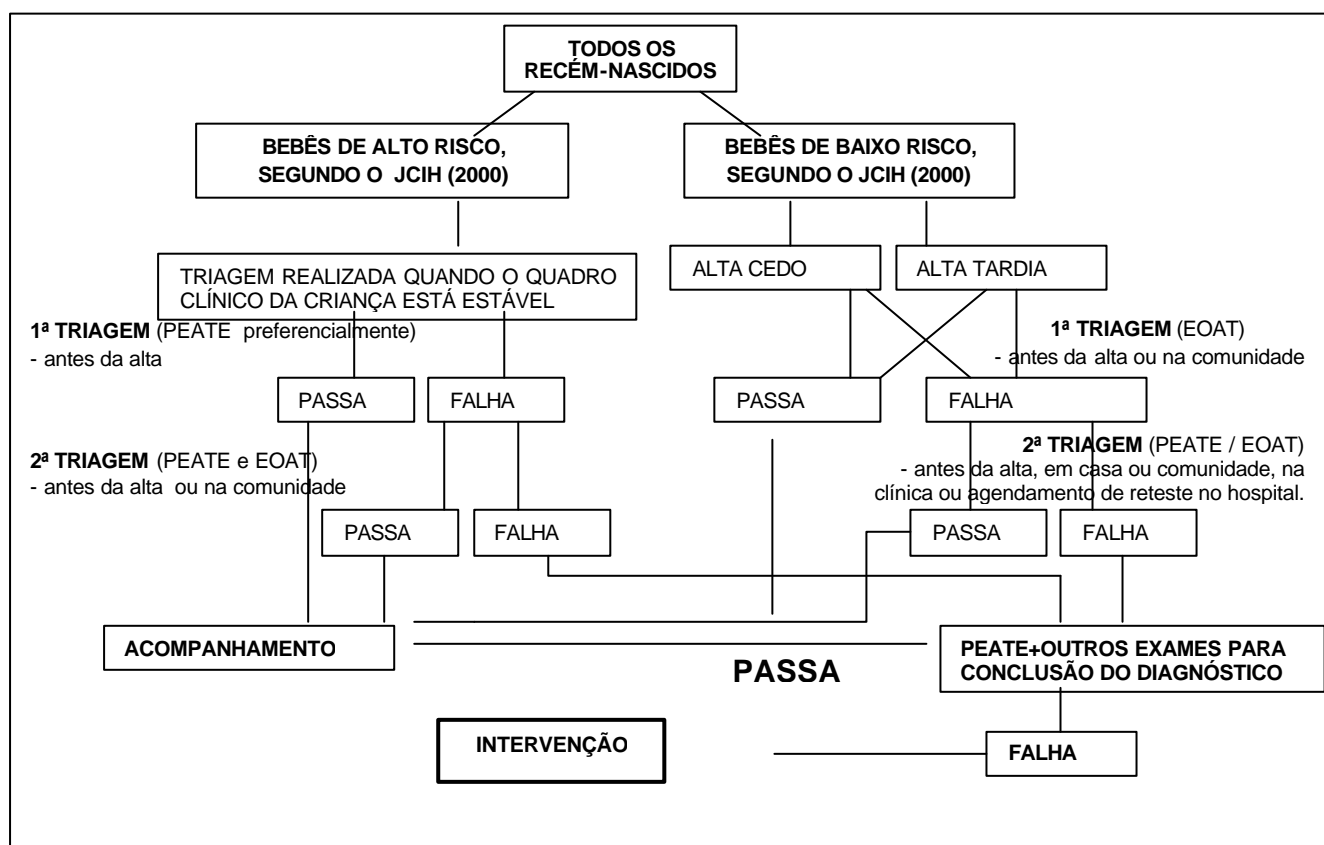 TODOS OS
RECÉM-NASCIDOS
BEBÊS DE ALTO RISCO,
SEGUNDO O JCIH (2000)
BEBÊS DE BAIXO RISCO,
SEGUNDO O JCIH (2000)
TRIAGEM REALIZADA QUANDO O QUADRO
CLÍNICO DA CRIANÇA ESTÁ ESTÁVEL
ALTA CEDO
ALTA TARDIA
1ª TRIAGEM (PEATE preferencialmente)
- antes da alta
1ª TRIAGEM (EOAT)
- antes da alta ou na comunidade
PASSA
FALHA
PASSA
FALHA
2ª TRIAGEM (PEATE e EOAT)
- antes da alta ou na comunidade
2ª TRIAGEM (PEATE / EOAT)
- antes da alta, em casa ou comunidade, na
clínica ou agendamento de reteste no hospital.
PASSA
FALHA
PASSA
FALHA
ACOMPANHAMENTO
PASSA
PEATE+OUTROS EXAMES PARA
CONCLUSÃO DO DIAGNÓSTICO
INTERVENÇÃO
FALHA